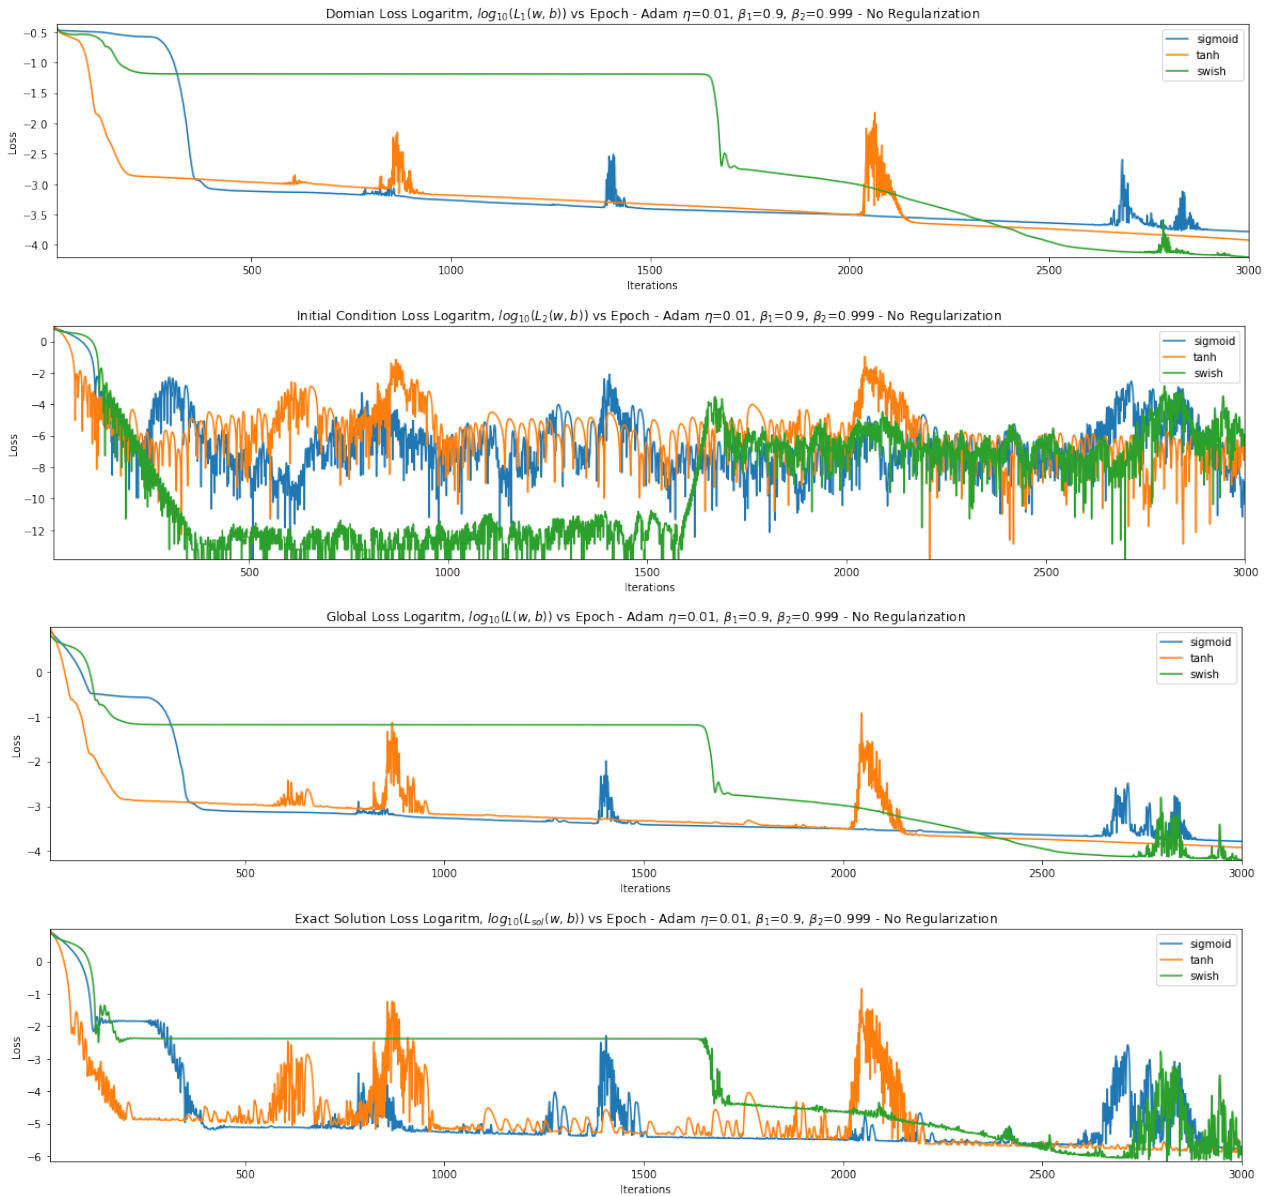 Domian Loss Logaritm, log10(L1(w, b)) vs Epoch - Adam η=0.01, β1=0.9, β2=0.999 - No Regularization
sigmoid
tanh
swish
Loss
−0.5
−1.0
−1.5
−2.0
−2.5
−3.0
−3.5
−4.0
500 1000 1500 2000 2500 3000
Iterations
Initial Condition Loss Logaritm, log10(L2(w, b)) vs Epoch - Adam η=0.01, β1=0.9, β2=0.999 - No Regularization
sigmoid
tanh
swish
Loss
0
−2
−4
−6
−8
−10
−12
500 1000 1500 2000 2500 3000
Iterations
Global Loss Logaritm, log10(L(w, b)) vs Epoch - Adam η=0.01, β1=0.9, β2=0.999 - No Regularization
sigmoid
tanh
swish
Loss
0
−1
−2
−3
−4
500 1000 1500 2000 2500 3000
Iterations
Exact Solution Loss Logaritm, log10(Lsol(w, b)) vs Epoch - Adam η=0.01, β1=0.9, β2=0.999 - No Regularization
sigmoid
tanh
swish
Loss
0
−1
−2
−3
−4
−5
−6
500 1000 1500 2000 2500 3000
Iterations